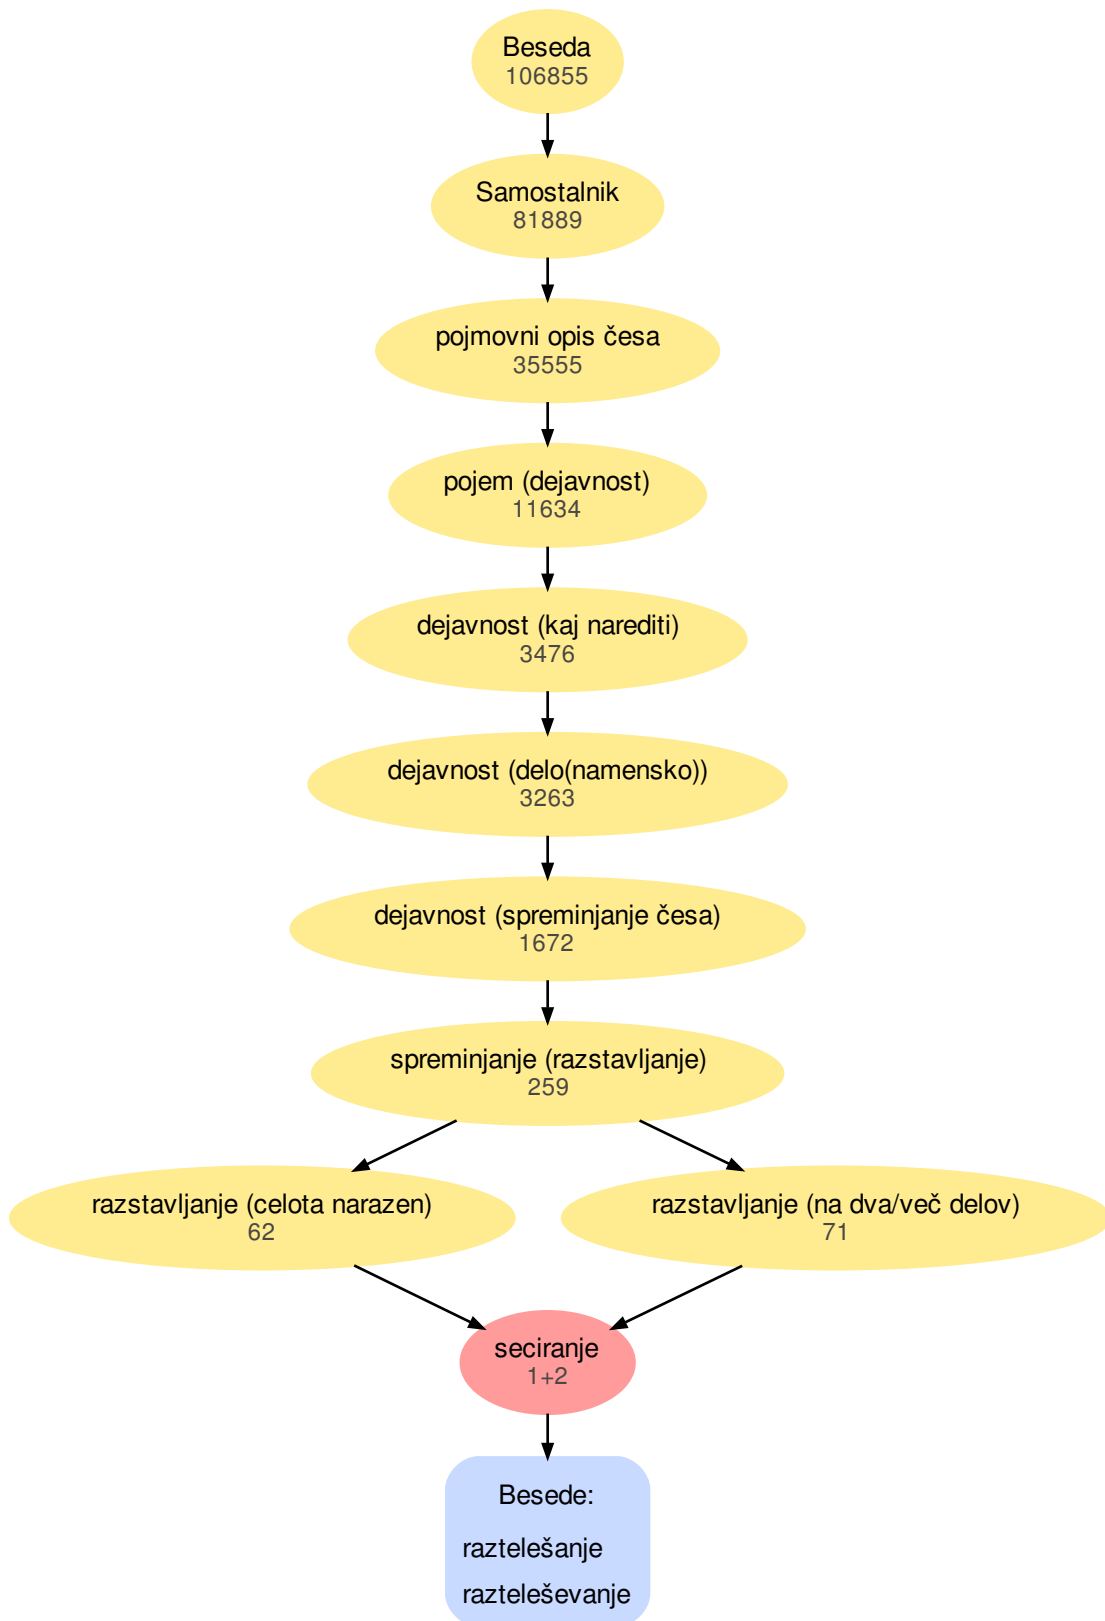 Beseda
106855
Samostalnik
81889
pojmovni opis česa
35555
pojem (dejavnost)
11634
dejavnost (kaj narediti)
3476
dejavnost (delo(namensko))
3263
dejavnost (spreminjanje česa)
1672
spreminjanje (razstavljanje)
259
razstavljanje (celota narazen)
62
razstavljanje (na dva/več delov)
71
seciranje
1+2
Besede:
raztelešanje
razteleševanje